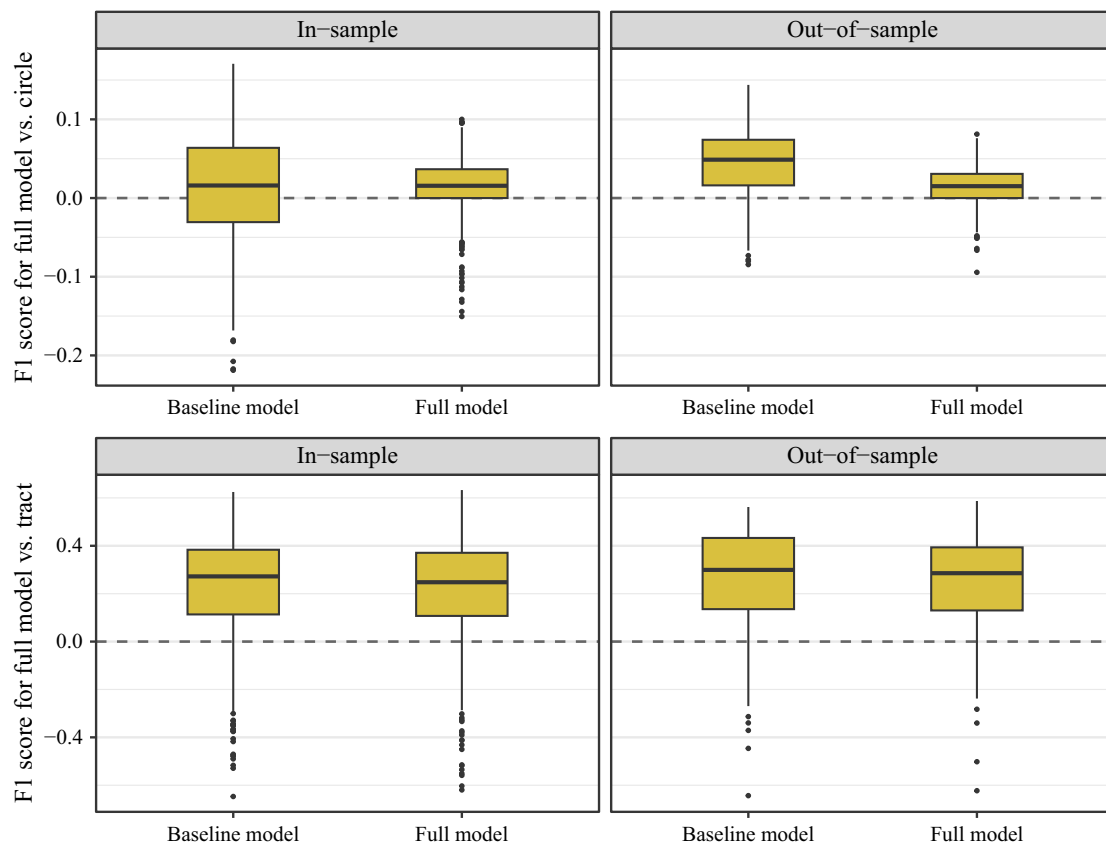 In−sample
Out−of−sample
F1 score for full model vs. circle
0.1
0.0
−0.1
−0.2
Baseline model
Full model
Baseline model
Full model
In−sample
Out−of−sample
F1 score for full model vs. tract
0.4
0.0
−0.4
Baseline model
Full model
Baseline model
Full model